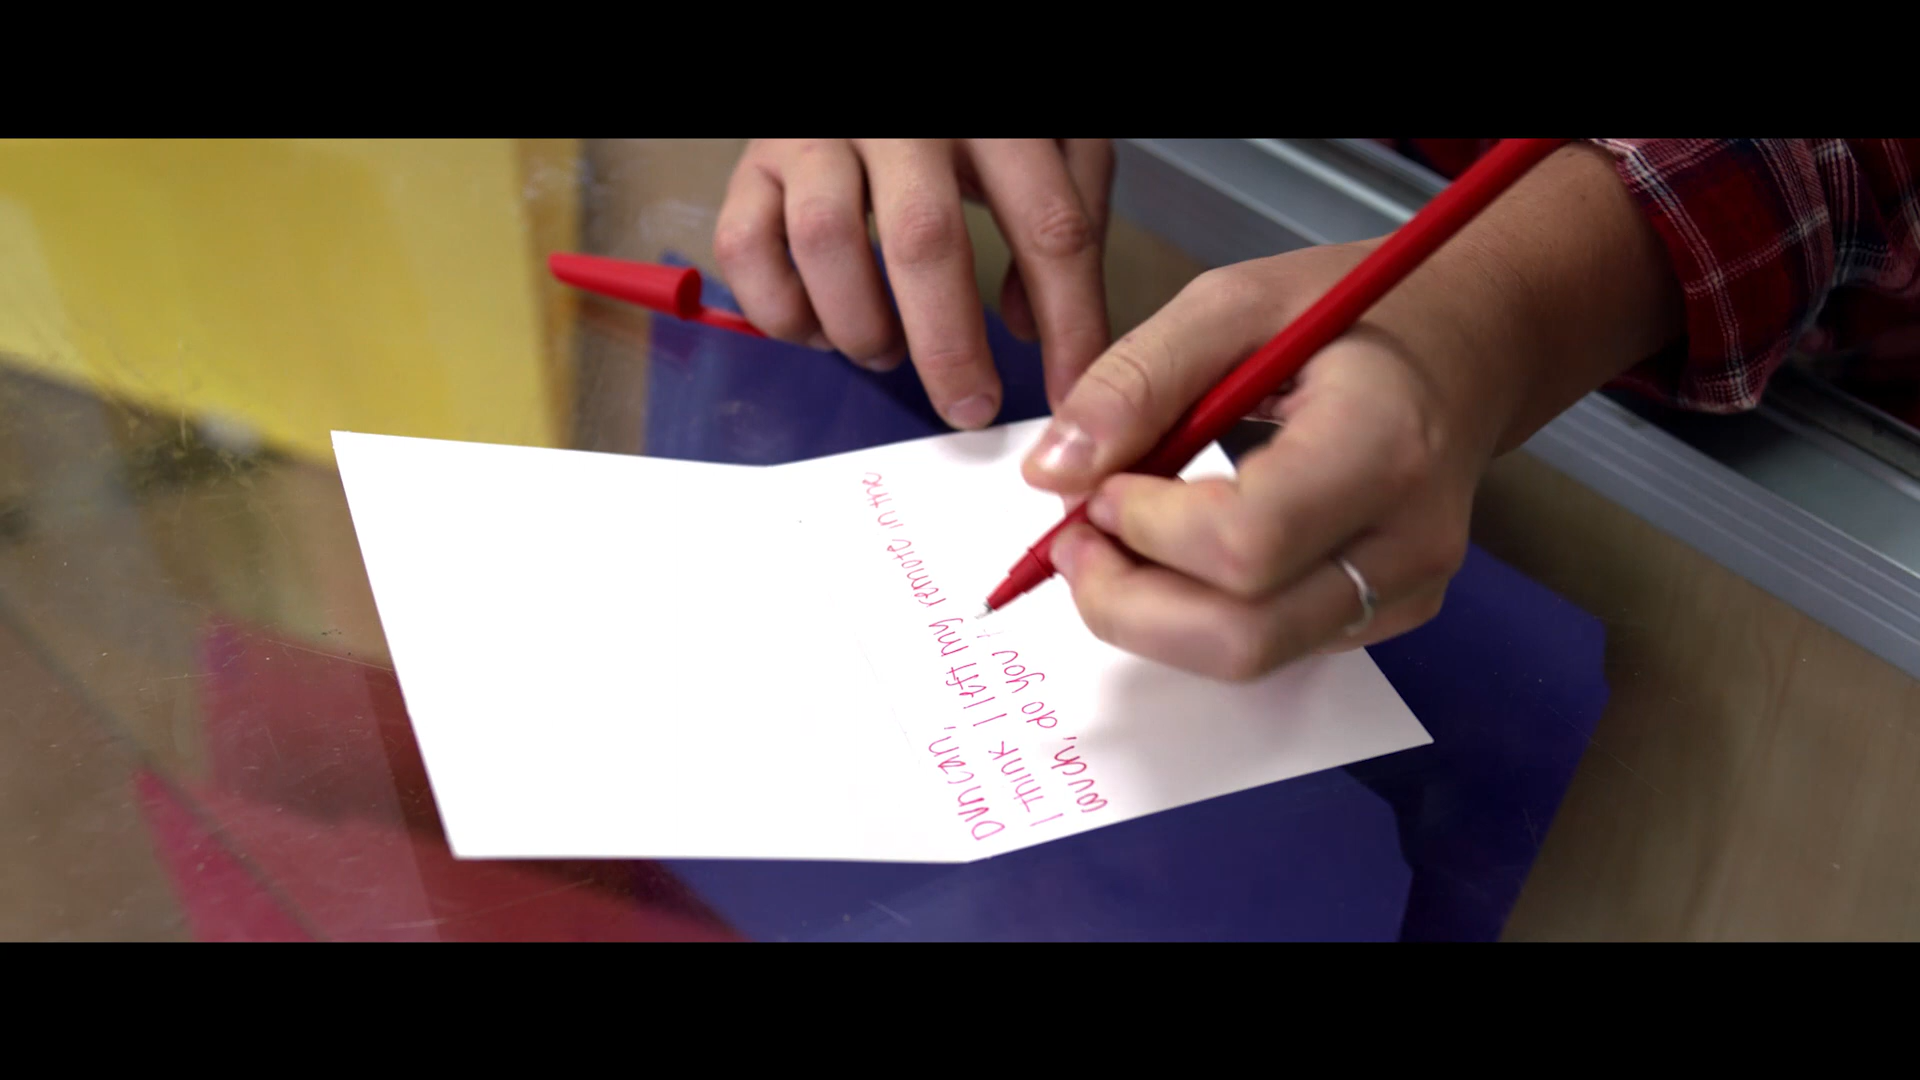 Duncan,
I think I left my remote in the
couch, do you